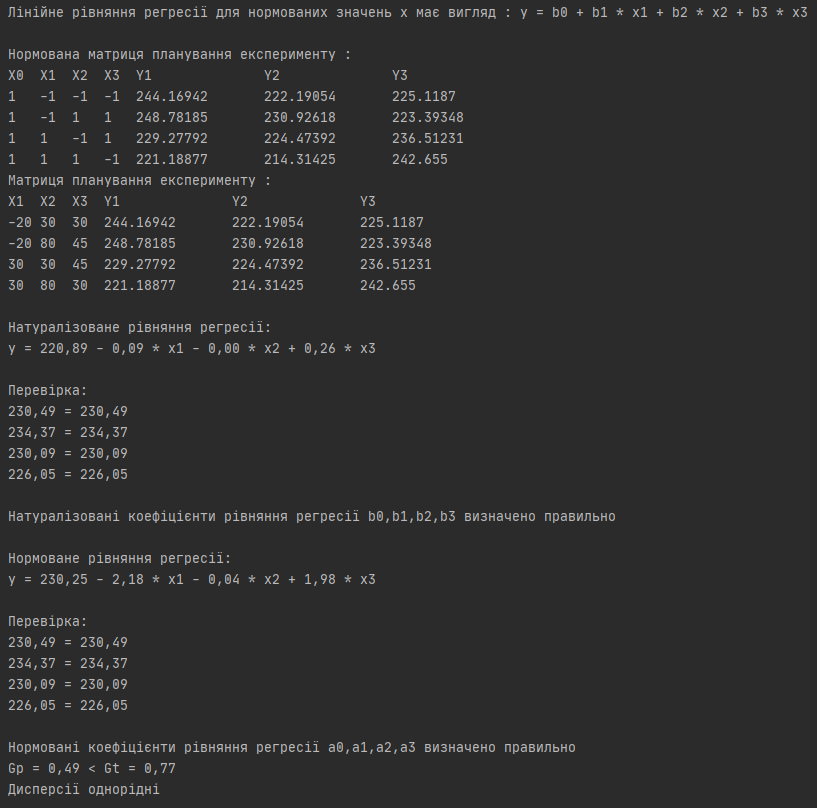 Лінійне рівняння регресії для нормованих значень x має вигляд : y = b0 + b1 * x1 + b2 * x2 + b3 * x3
Нормована матриця планування експерименту :
X0 X1 X2 X3 Y1 Y2 Y3
1 -1 -1 -1 244.16942 222.19054 225.1187
1 -1 1 1 248.78185 230.92618 223.39348
1 1 -1 1 229.27792 224.47392 236.51231
1 1 1 -1 221.18877 214.31425 242.655
Матриця планування експерименту :
X1 X2 X3 Y1 Y2 Y3
-20 30 30 244.16942 222.19054 225.1187
-20 80 45 248.78185 230.92618 223.39348
30 30 45 229.27792 224.47392 236.51231
30 80 30 221.18877 214.31425 242.655
Натуралізоване рівняння регресії:
y = 220,89 - 0,09 * x1 - 0,00 * x2 + 0,26 * x3
Перевірка:
230,49 = 230,49
234,37 = 234,37
230,09 = 230,09
226,05 = 226,05
Натуралізовані коефіцієнти рівняння регресії b0,b1,b2,b3 визначено правильно
Нормоване рівняння регресії:
y = 230,25 - 2,18 * x1 - 0,04 * x2 + 1,98 * x3
Перевірка:
230,49 = 230,49
234,37 = 234,37
230,09 = 230,09
226,05 = 226,05
Нормовані коефіцієнти рівняння регресії a0,a1,a2,a3 визначено правильно
Gp = 0,49 < Gt = 0,77
Дисперсії однорідні